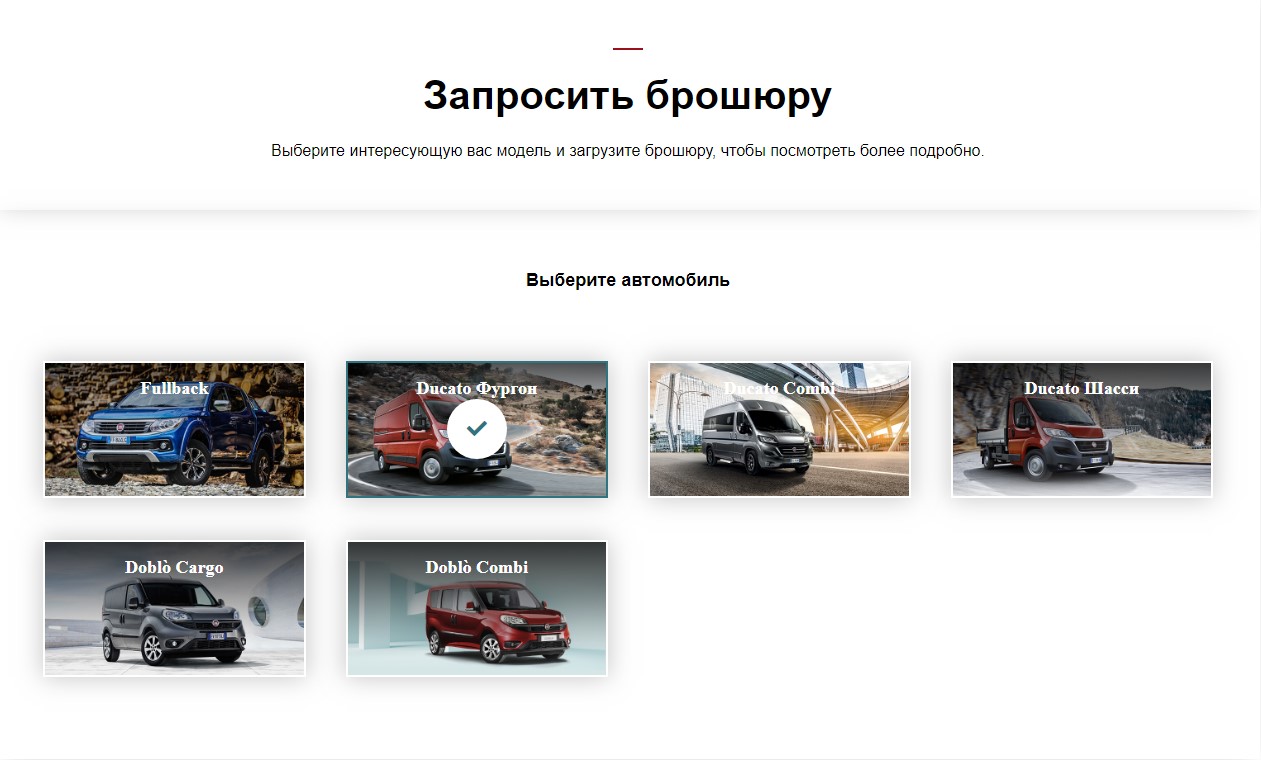 Запросить брошюру
Выберите интересующую вас модель и загрузите брошюру, чтобы посмотреть более подробно.
Выберите автомобиль
Fullback
Ducato Фургон
Ducato Combi
Ducato Шасси
Doblò Cargo
Doblò Combi